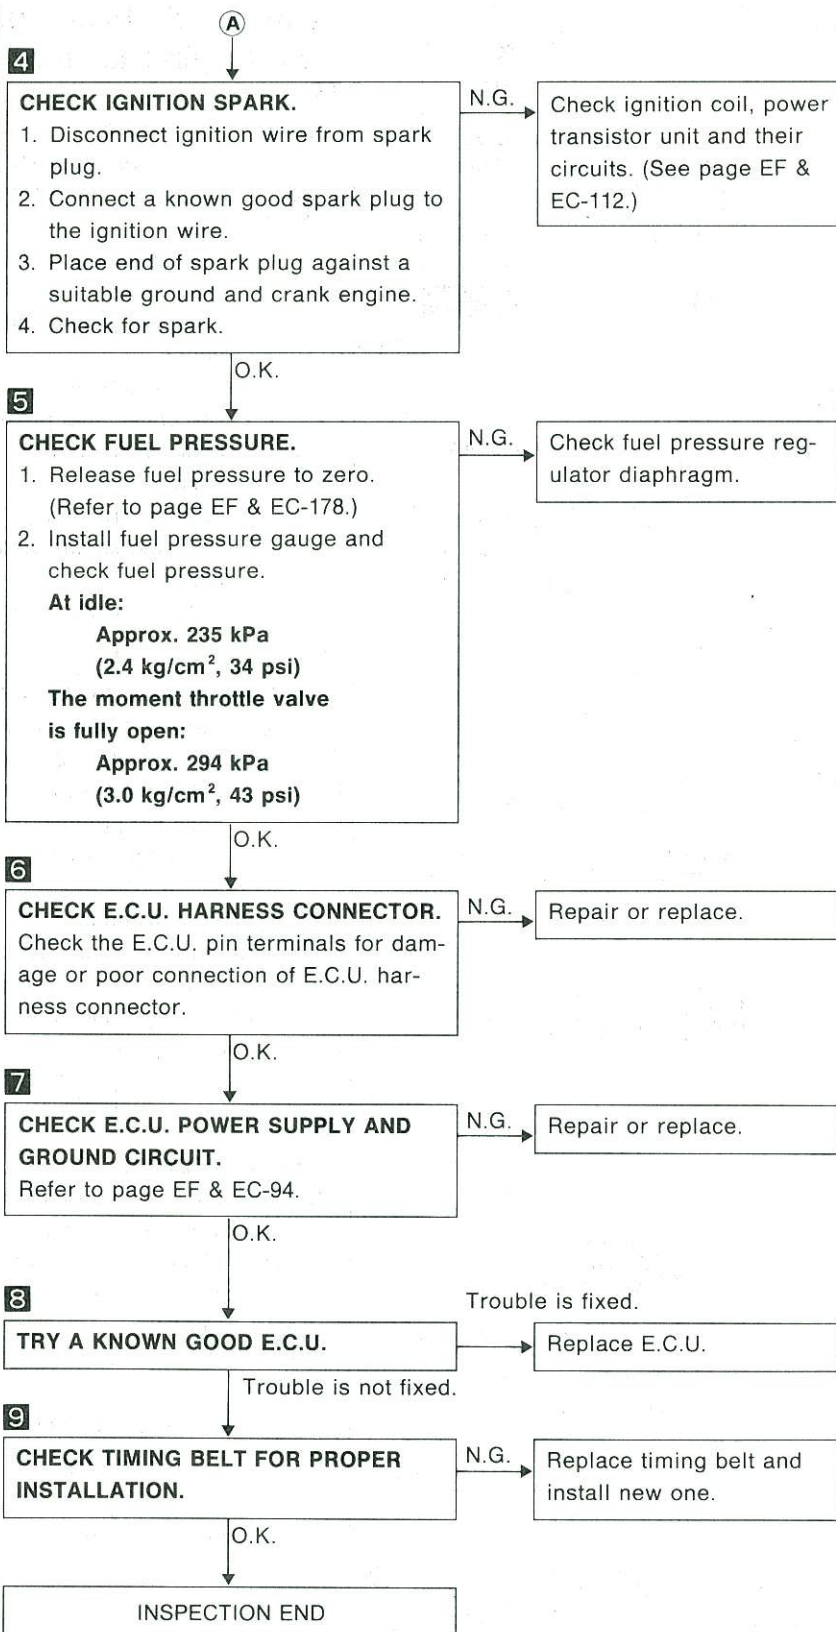 A
4
CHECK IGNITION SPARK.
1. Disconnect ignition wire from spark
plug.
2. Connect a known good spark plug to
the ignition wire.
3. Place end of spark plug against a
suitable ground and crank engine.
4. Check for spark.
N.G.
Check ignition coil, power
transistor unit and their
circuits. (See page EF &
EC-112.)
O.K.
5
CHECK FUEL PRESSURE.
1. Release fuel pressure to zero.
(Refer to page EF & EC-178.)
2. Install fuel pressure gauge and
check fuel pressure.
At idle:
Approx. 235 kPa
(2.4 kg/cm², 34 psi)
The moment throttle valve
is fully open:
Approx. 294 kPa
(3.0 kg/cm², 43 psi)
N.G.
Check fuel pressure reg-
ulator diaphragm.
O.K.
6
CHECK E.C.U. HARNESS CONNECTOR.
Check the E.C.U. pin terminals for dam-
age or poor connection of E.C.U. har-
ness connector.
N.G.
Repair or replace.
O.K.
7
CHECK E.C.U. POWER SUPPLY AND
GROUND CIRCUIT.
Refer to page EF & EC-94.
N.G.
Repair or replace.
O.K.
8
TRY A KNOWN GOOD E.C.U.
Trouble is fixed.
Replace E.C.U.
Trouble is not fixed.
9
CHECK TIMING BELT FOR PROPER
INSTALLATION.
N.G.
Replace timing belt and
install new one.
O.K.
INSPECTION END